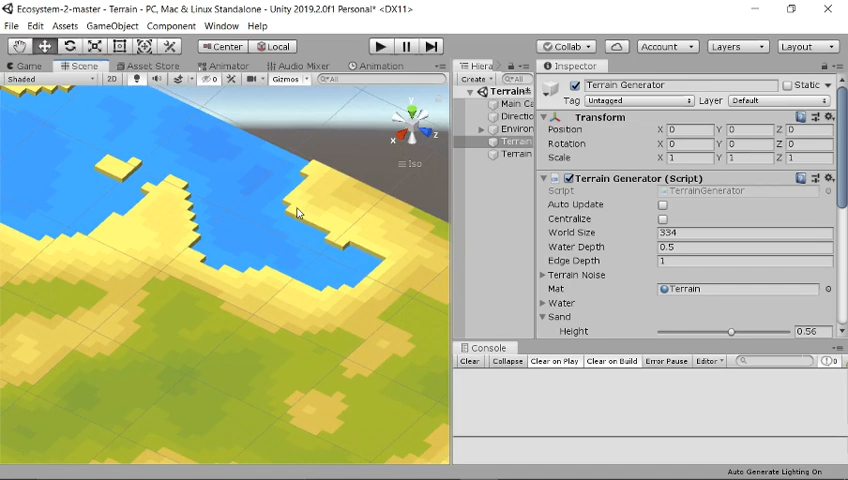 Ecosystem-2-master - Terrain - PC, Mac & Linux Standalone - Unity 2019.2.0f1 Personal* <DX11>
File Edit Assets GameObject Component Window Help
Center Local Collab Account Layers Layout
Game Scene Asset Store Animator Audio Mixer Animation
Shaded 2D 0 Gizmos All
y
x
z
Iso
Hiera
Create All
Terrain*
Main Ca
Directio
Environ
Terrain
Terrain
Inspector
Terrain Generator Static
Tag Untagged Layer Default
Transform
Position X 0 Y 0 Z 0
Rotation X 0 Y 0 Z 0
Scale X 1 Y 1 Z 1
Terrain Generator (Script)
Script TerrainGenerator
Auto Update
Centralize
World Size 334
Water Depth 0.5
Edge Depth 1
Terrain Noise
Mat Terrain
Water
Sand
Height 0.56
Console
Clear Collapse Clear on Play Clear on Build Error Pause Editor 0
Auto Generate Lighting On